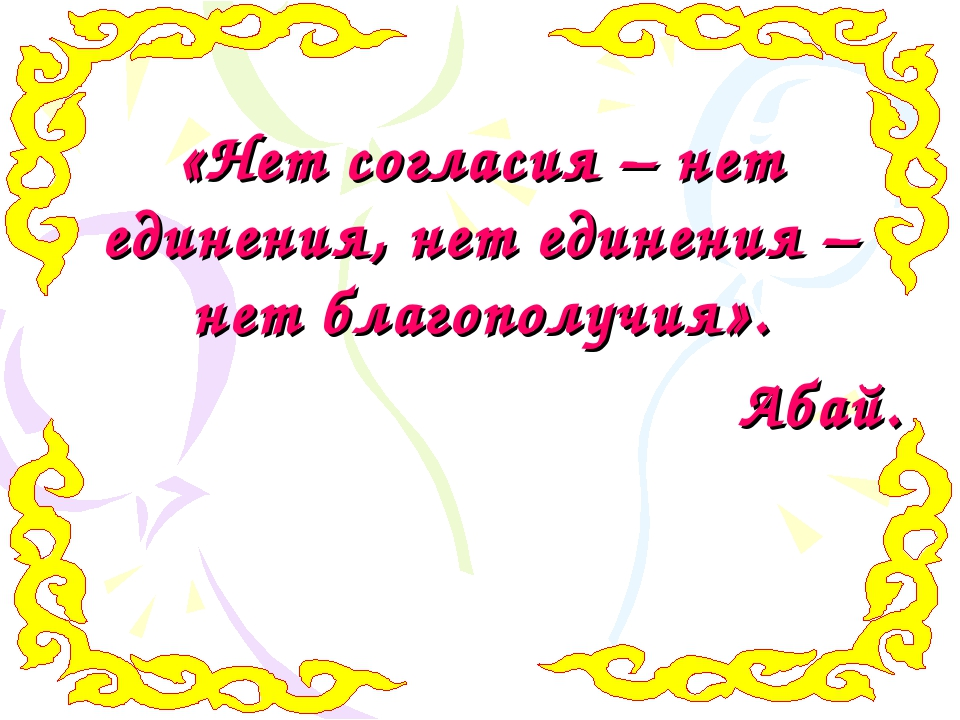 «Нет согласия – нет
единения, нет единения –
нет благополучия».
Абай.